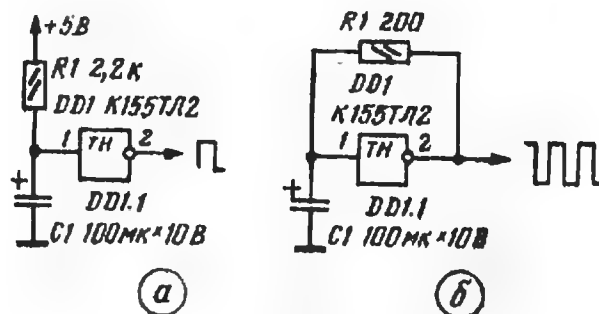 +5В
R1 2,2к
DD1 К155ТЛ2
1
ТН
2
DD1.1
+
С1 100мк×10В
а
R1 200
DD1
К155ТЛ2
1
ТН
2
DD1.1
+
С1 100мк×10В
б